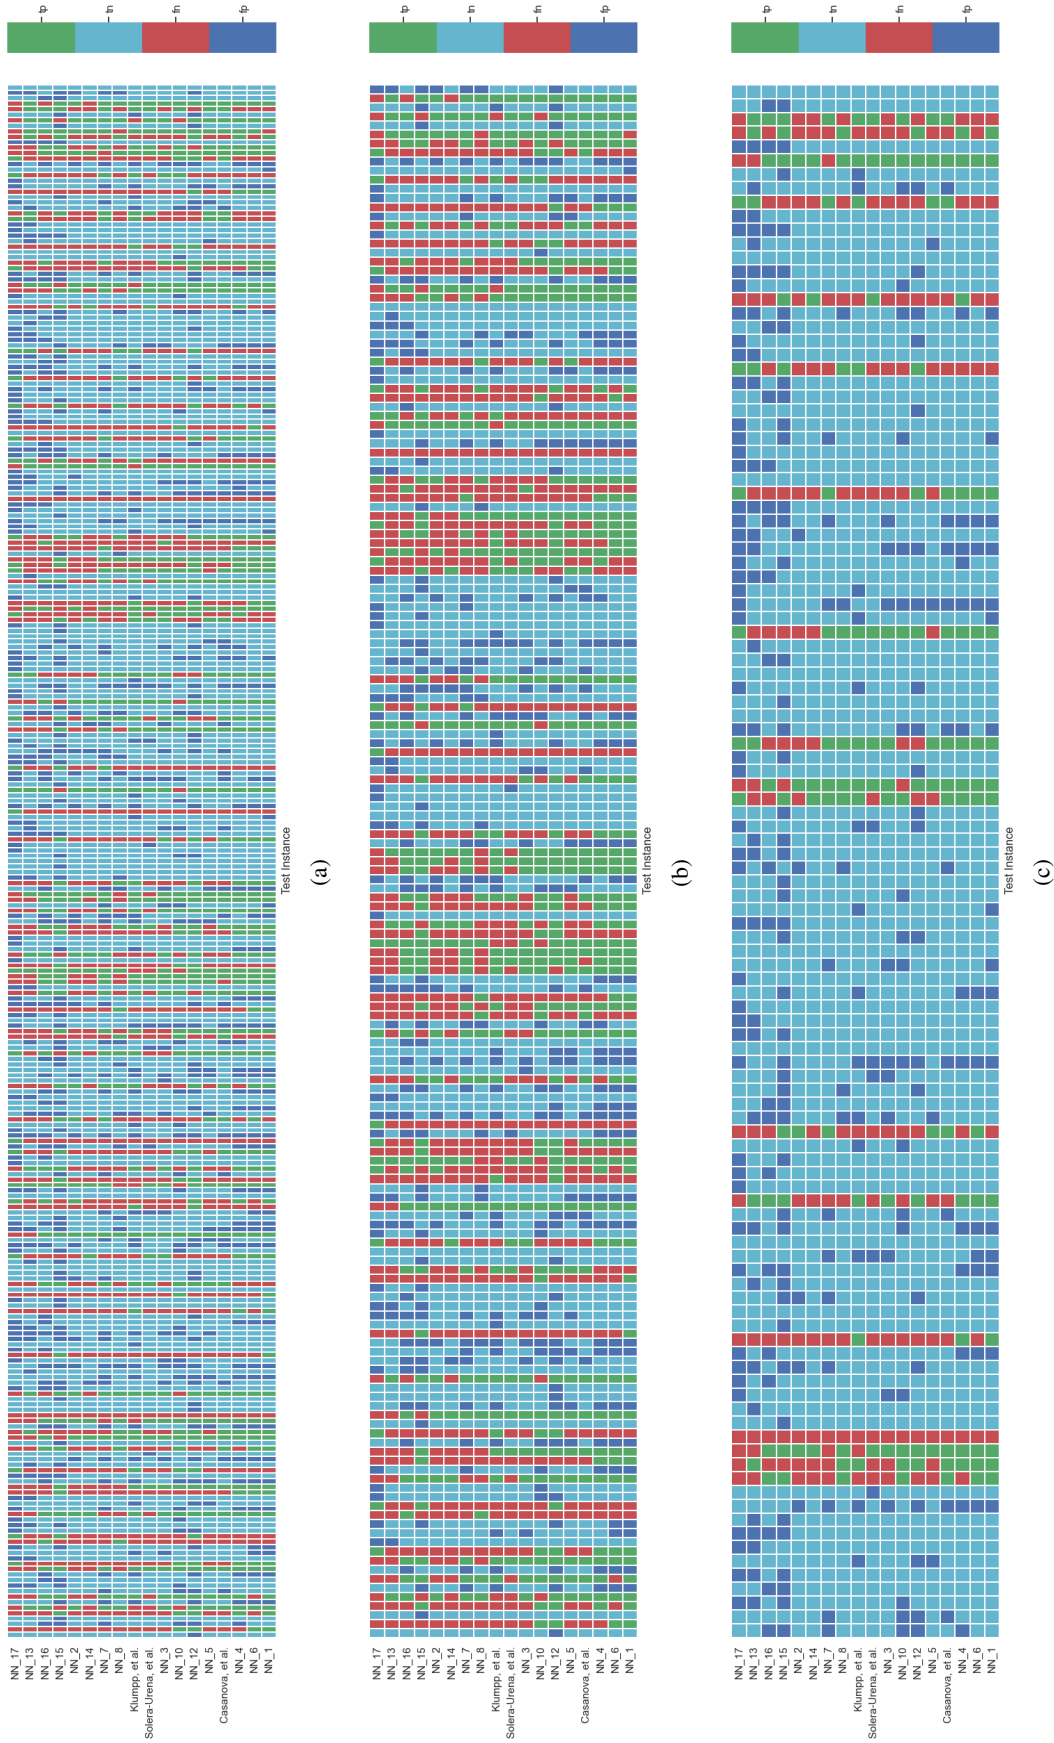 tp
tn
fn
fp
NN_17
NN_13
NN_16
NN_15
NN_2
NN_14
NN_7
NN_8
Klumpp, et al.
Solera-Urena, et al.
NN_3
NN_10
NN_12
NN_5
Casanova, et al.
NN_4
NN_6
NN_1
Test Instance
(a)
tp
tn
fn
fp
NN_17
NN_13
NN_16
NN_15
NN_2
NN_14
NN_7
NN_8
Klumpp, et al.
Solera-Urena, et al.
NN_3
NN_10
NN_12
NN_5
Casanova, et al.
NN_4
NN_6
NN_1
Test Instance
(b)
tp
tn
fn
fp
NN_17
NN_13
NN_16
NN_15
NN_2
NN_14
NN_7
NN_8
Klumpp, et al.
Solera-Urena, et al.
NN_3
NN_10
NN_12
NN_5
Casanova, et al.
NN_4
NN_6
NN_1
Test Instance
(c)